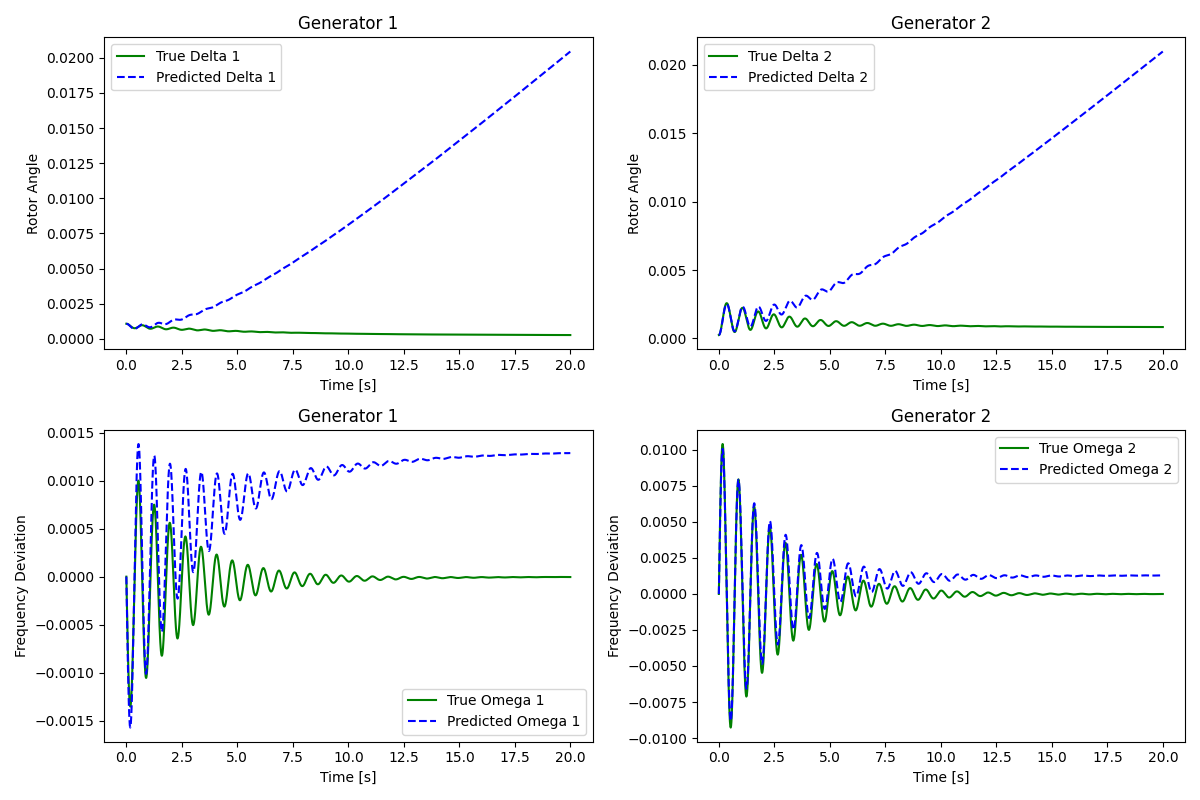 Generator 1
True Delta 1
Predicted Delta 1
0.0200
0.0175
0.0150
0.0125
0.0100
0.0075
0.0050
0.0025
0.0000
Rotor Angle
0.0 2.5 5.0 7.5 10.0 12.5 15.0 17.5 20.0
Time [s]
Generator 2
True Delta 2
Predicted Delta 2
0.020
0.015
0.010
0.005
0.000
Rotor Angle
0.0 2.5 5.0 7.5 10.0 12.5 15.0 17.5 20.0
Time [s]
Generator 1
0.0015
0.0010
0.0005
0.0000
−0.0005
−0.0010
−0.0015
Frequency Deviation
True Omega 1
Predicted Omega 1
0.0 2.5 5.0 7.5 10.0 12.5 15.0 17.5 20.0
Time [s]
Generator 2
True Omega 2
Predicted Omega 2
0.0100
0.0075
0.0050
0.0025
0.0000
−0.0025
−0.0050
−0.0075
−0.0100
Frequency Deviation
0.0 2.5 5.0 7.5 10.0 12.5 15.0 17.5 20.0
Time [s]